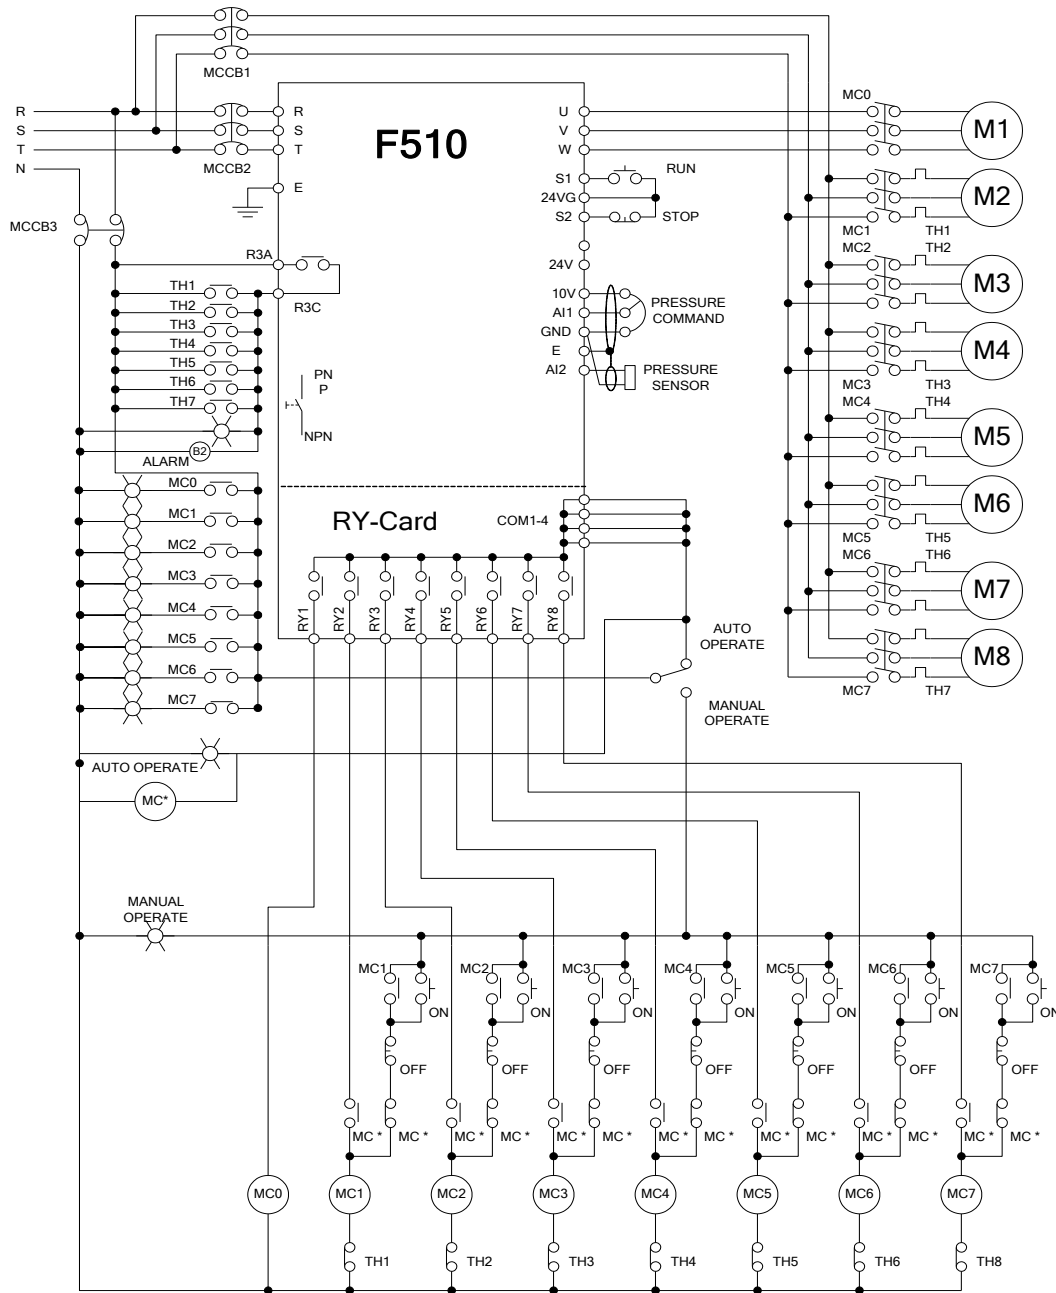 MCCB1
R
S
T
N
MCCB2
MCCB3
R
S
T
E
F510
U
V
W
S1
24VG
S2
RUN
STOP
24V
10V
AI1
GND
E
AI2
PRESSURE
COMMAND
PRESSURE
SENSOR
R3A
R3C
TH1
TH2
TH3
TH4
TH5
TH6
TH7
PN
P
NPN
B2
ALARM
MC0
MC1
MC2
MC3
MC4
MC5
MC6
MC7
RY-Card
COM1-4
RY1
RY2
RY3
RY4
RY5
RY6
RY7
RY8
MC0
M1
M2
MC1
TH1
MC2
TH2
M3
M4
MC3
TH3
MC4
TH4
M5
M6
MC5
TH5
MC6
TH6
M7
M8
MC7
TH7
AUTO
OPERATE
MANUAL
OPERATE
AUTO OPERATE
MC*
MANUAL
OPERATE
MC1
MC2
MC3
MC4
MC5
MC6
MC7
ON
ON
ON
ON
ON
ON
ON
OFF
OFF
OFF
OFF
OFF
OFF
OFF
MC *
MC *
MC *
MC *
MC *
MC *
MC *
MC *
MC *
MC *
MC *
MC *
MC *
MC *
MC0
MC1
MC2
MC3
MC4
MC5
MC6
MC7
TH1
TH2
TH3
TH4
TH5
TH6
TH8